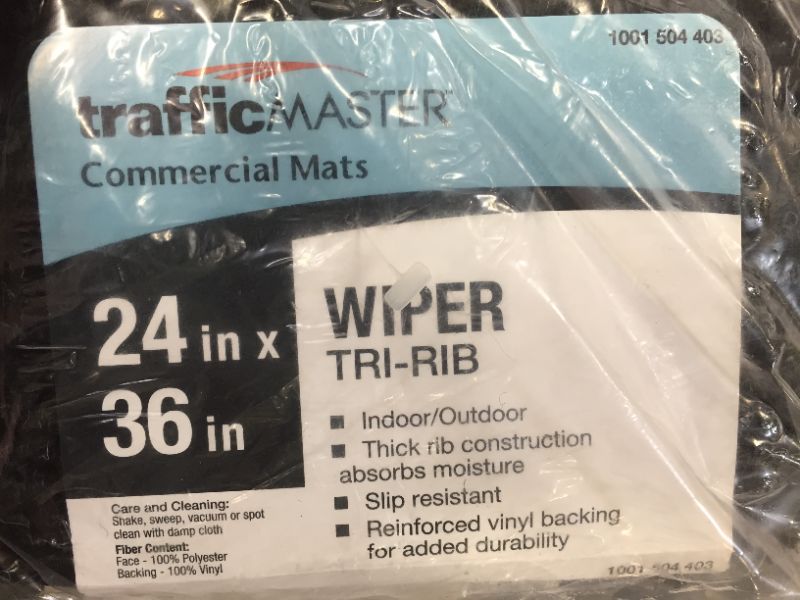 1001 504 403
trafficMASTER
Commercial Mats
24 in x
36 in
WIPER
TRI-RIB
■ Indoor/Outdoor
■ Thick rib construction
absorbs moisture
■ Slip resistant
■ Reinforced vinyl backing
for added durability
Care and Cleaning:
Shake, sweep, vacuum or spot
clean with damp cloth
Fiber Content:
Face - 100% Polyester
Backing - 100% Vinyl
1001 504 403